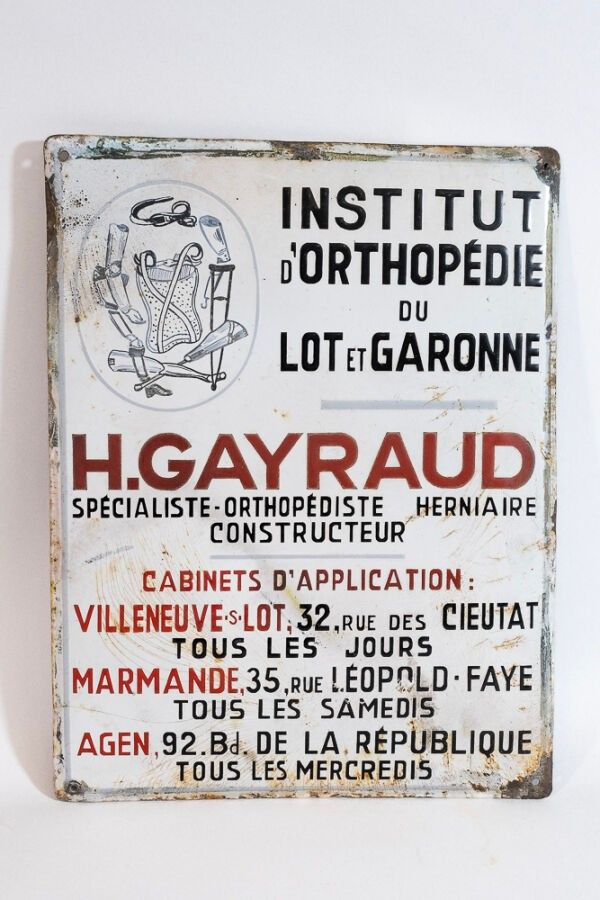 INSTITUT
D'ORTHOPÉDIE
DU
LOT ET GARONNE
H.GAYRAUD
SPÉCIALISTE-ORTHOPÉDISTE HERNIAIRE
CONSTRUCTEUR
CABINETS D'APPLICATION:
VILLENEUVE-S-LOT, 32, RUE DES CIEUTAT
TOUS LES JOURS
MARMANDE, 35, RUE LÉOPOLD-FAYE
TOUS LES SAMEDIS
AGEN, 92. Bd. DE LA RÉPUBLIQUE
TOUS LES MERCREDIS